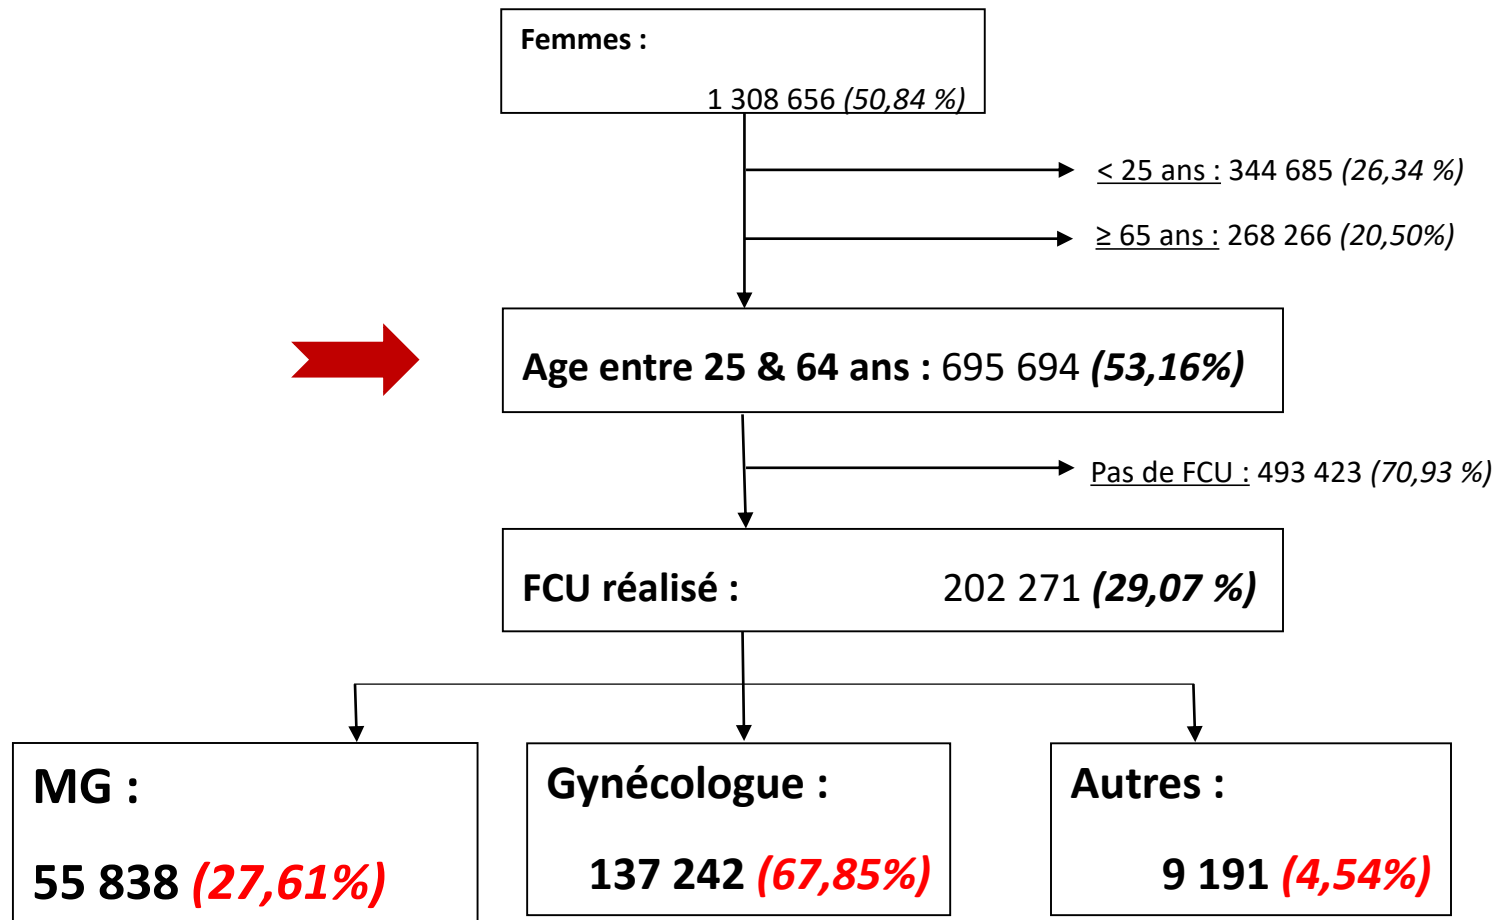 Femmes :
1 308 656 (50,84 %)
< 25 ans : 344 685 (26,34 %)
≥ 65 ans : 268 266 (20,50%)
Age entre 25 & 64 ans : 695 694 (53,16%)
Pas de FCU : 493 423 (70,93 %)
FCU réalisé : 202 271 (29,07 %)
MG :
55 838 (27,61%)
Gynécologue :
137 242 (67,85%)
Autres :
9 191 (4,54%)